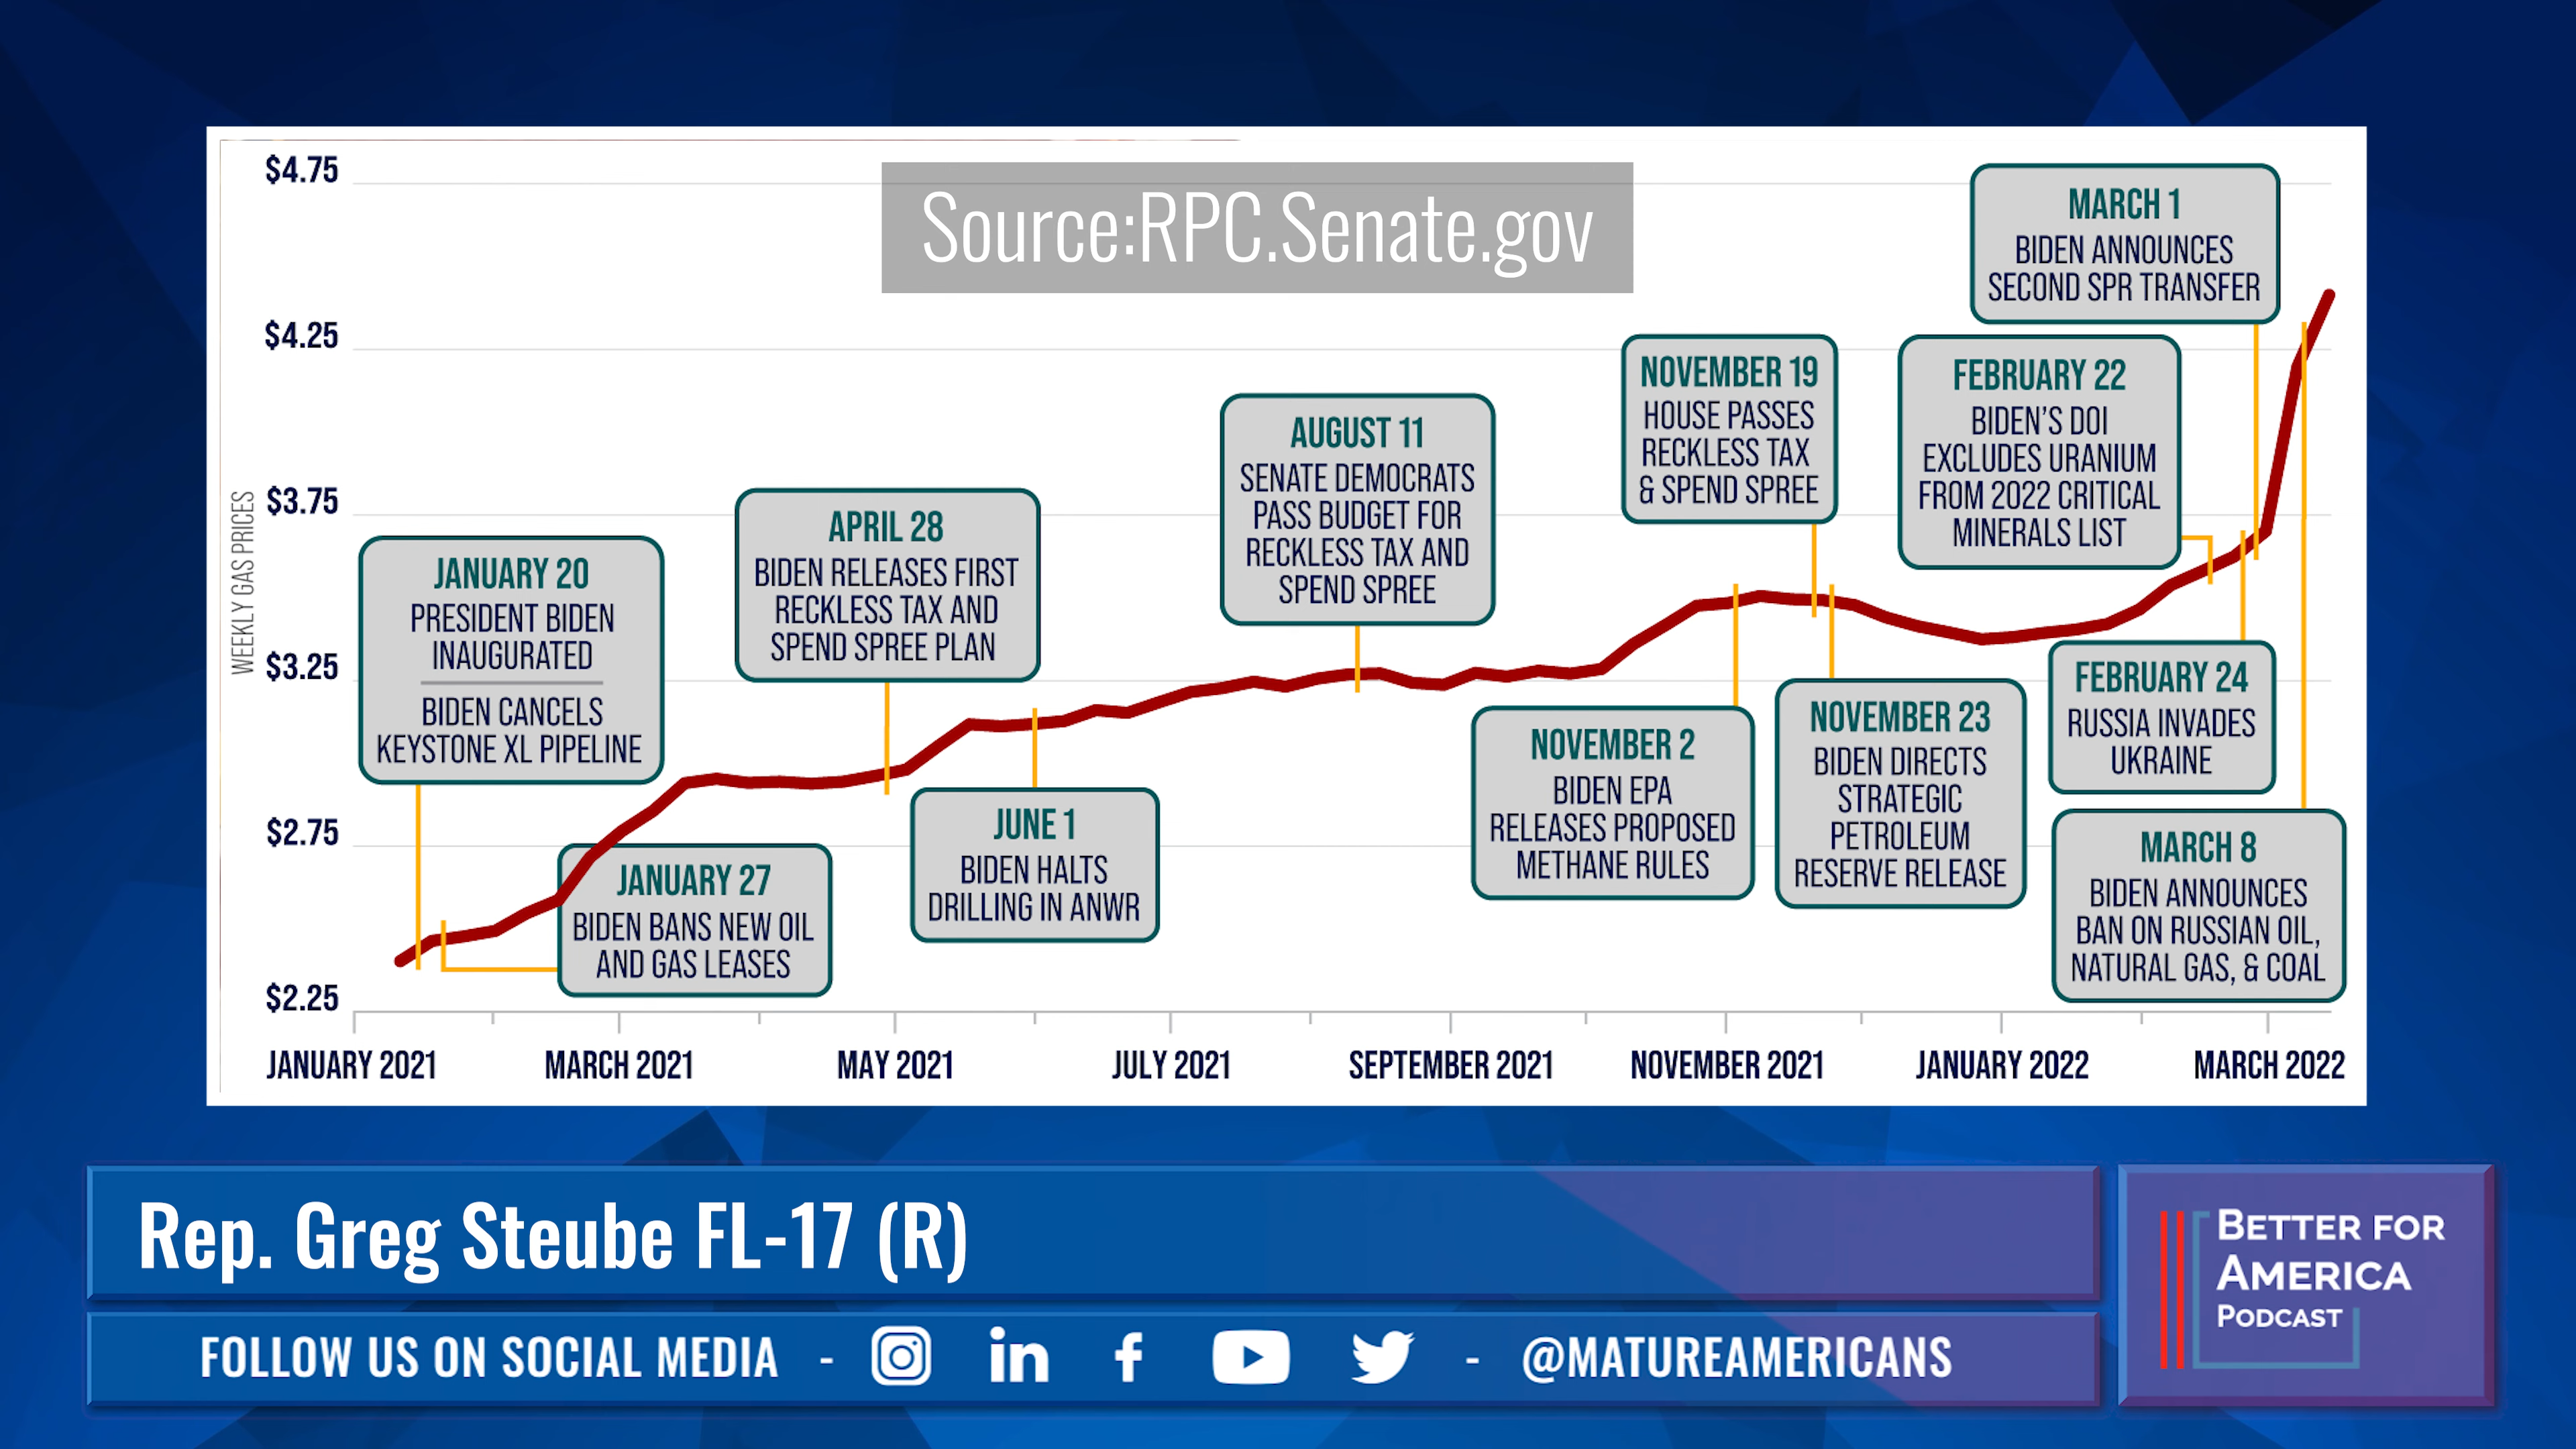 Source:RPC.Senate.gov
WEEKLY GAS PRICES
$4.75
$4.25
$3.75
$3.25
$2.75
$2.25
JANUARY 20
PRESIDENT BIDEN
INAUGURATED
BIDEN CANCELS
KEYSTONE XL PIPELINE
JANUARY 27
BIDEN BANS NEW OIL
AND GAS LEASES
APRIL 28
BIDEN RELEASES FIRST
RECKLESS TAX AND
SPEND SPREE PLAN
JUNE 1
BIDEN HALTS
DRILLING IN ANWR
AUGUST 11
SENATE DEMOCRATS
PASS BUDGET FOR
RECKLESS TAX AND
SPEND SPREE
NOVEMBER 2
BIDEN EPA
RELEASES PROPOSED
METHANE RULES
NOVEMBER 19
HOUSE PASSES
RECKLESS TAX
& SPEND SPREE
NOVEMBER 23
BIDEN DIRECTS
STRATEGIC
PETROLEUM
RESERVE RELEASE
FEBRUARY 22
BIDEN'S DOI
EXCLUDES URANIUM
FROM 2022 CRITICAL
MINERALS LIST
FEBRUARY 24
RUSSIA INVADES
UKRAINE
MARCH 1
BIDEN ANNOUNCES
SECOND SPR TRANSFER
MARCH 8
BIDEN ANNOUNCES
BAN ON RUSSIAN OIL,
NATURAL GAS, & COAL
JANUARY 2021
MARCH 2021
MAY 2021
JULY 2021
SEPTEMBER 2021
NOVEMBER 2021
JANUARY 2022
MARCH 2022
Rep. Greg Steube FL-17 (R)
FOLLOW US ON SOCIAL MEDIA - - @MATUREAMERICANS
BETTER FOR
AMERICA
PODCAST